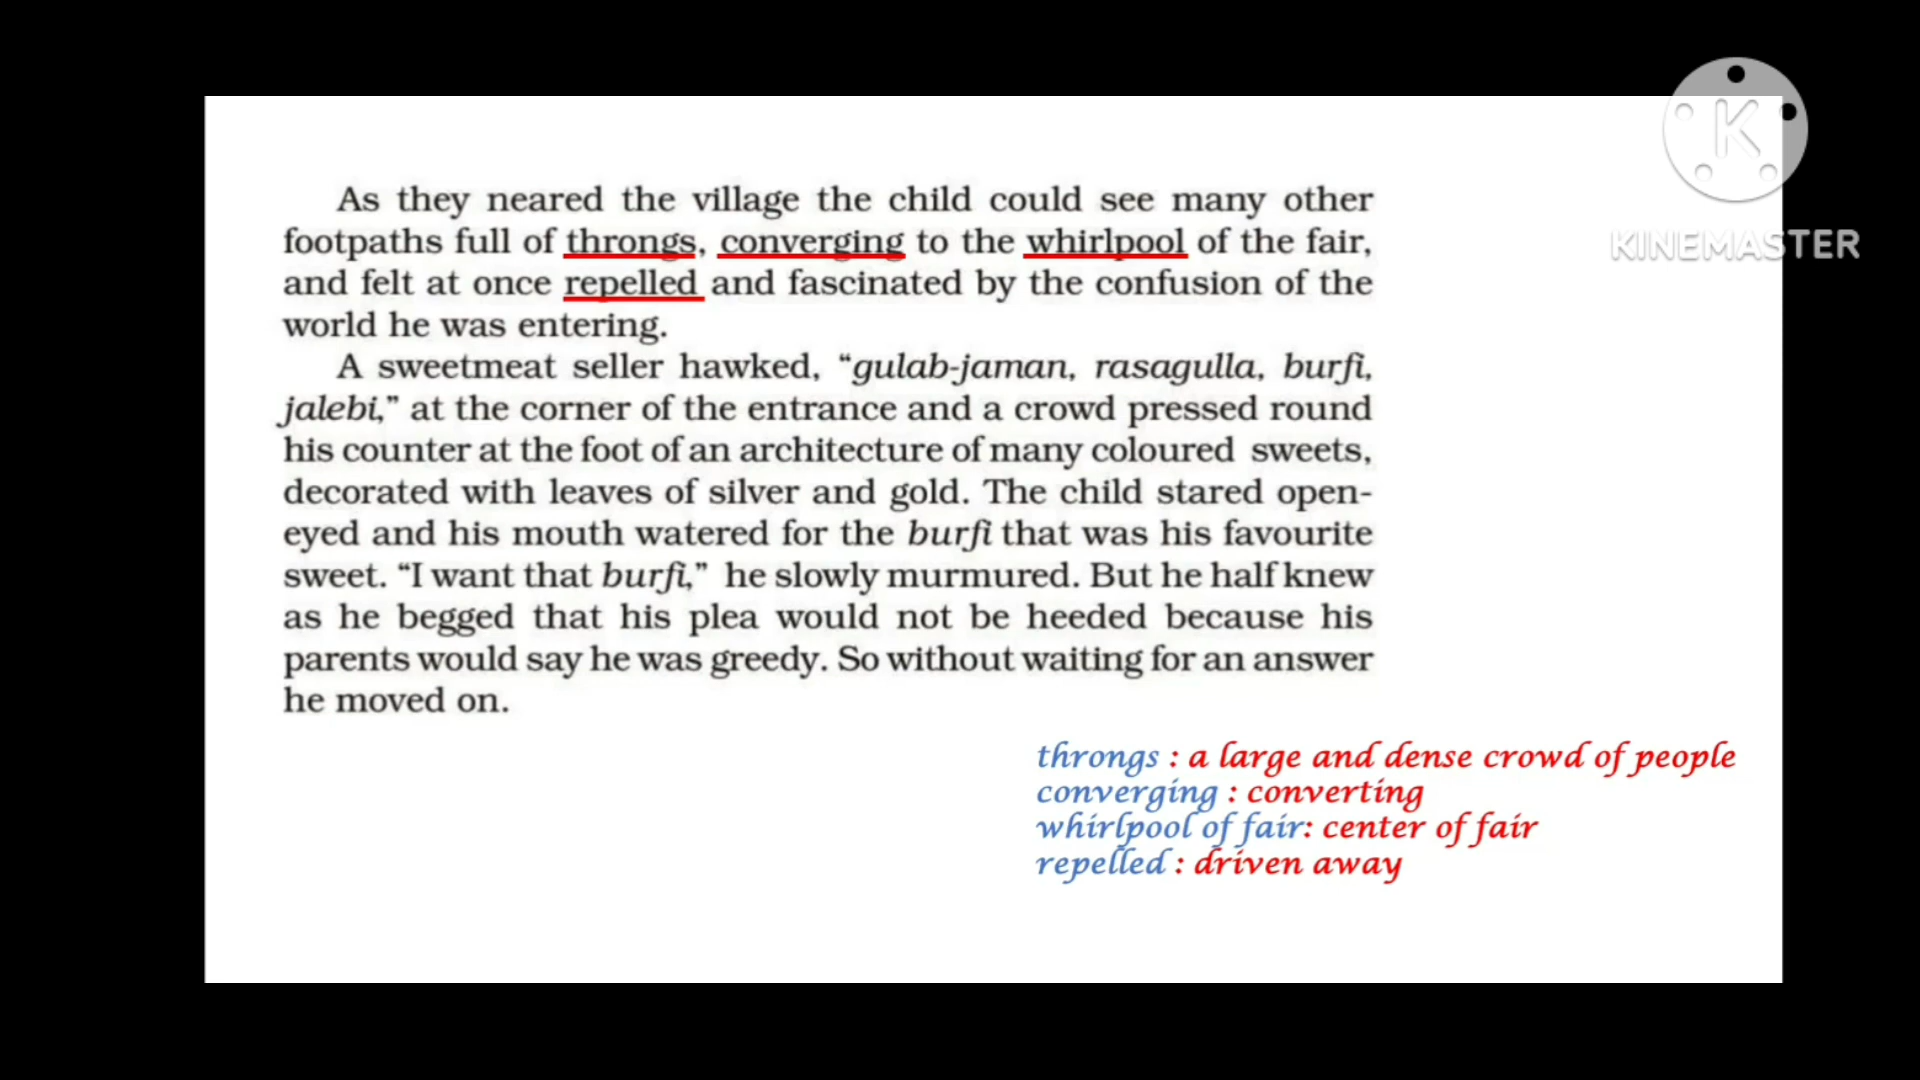 As they neared the village the child could see many other
footpaths full of throngs, converging to the whirlpool of the fair,
and felt at once repelled and fascinated by the confusion of the
world he was entering.
A sweetmeat seller hawked, “gulab-jaman, rasagulla, burfi,
jalebi,” at the corner of the entrance and a crowd pressed round
his counter at the foot of an architecture of many coloured sweets,
decorated with leaves of silver and gold. The child stared open-
eyed and his mouth watered for the burfi that was his favourite
sweet. “I want that burfi,” he slowly murmured. But he half knew
as he begged that his plea would not be heeded because his
parents would say he was greedy. So without waiting for an answer
he moved on.
throngs : a large and dense crowd of people
converging : converting
whirlpool of fair: center of fair
repelled : driven away
K
KINEMASTER